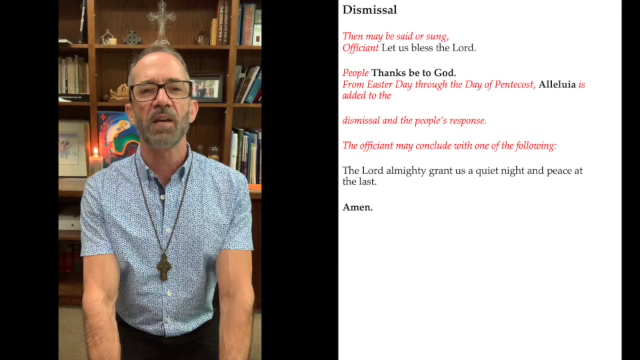 Dismissal
Then may be said or sung,
Officiant Let us bless the Lord.
People Thanks be to God.
From Easter Day through the Day of Pentecost, Alleluia is
added to the
dismissal and the people's response.
The officiant may conclude with one of the following:
The Lord almighty grant us a quiet night and peace at
the last.
Amen.